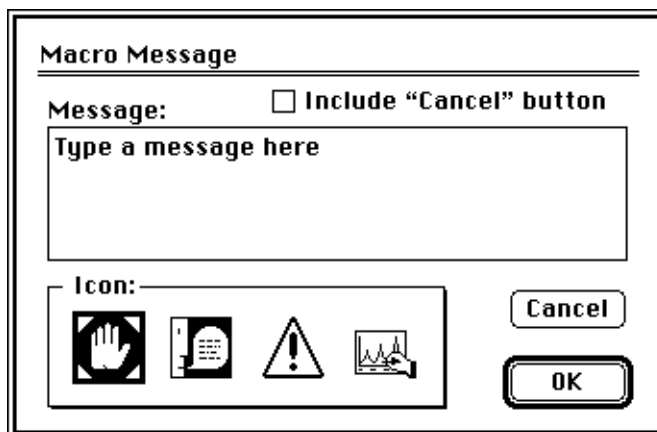 Macro Message
Message:
Include “Cancel” button
Type a message here
Icon:
Cancel
OK